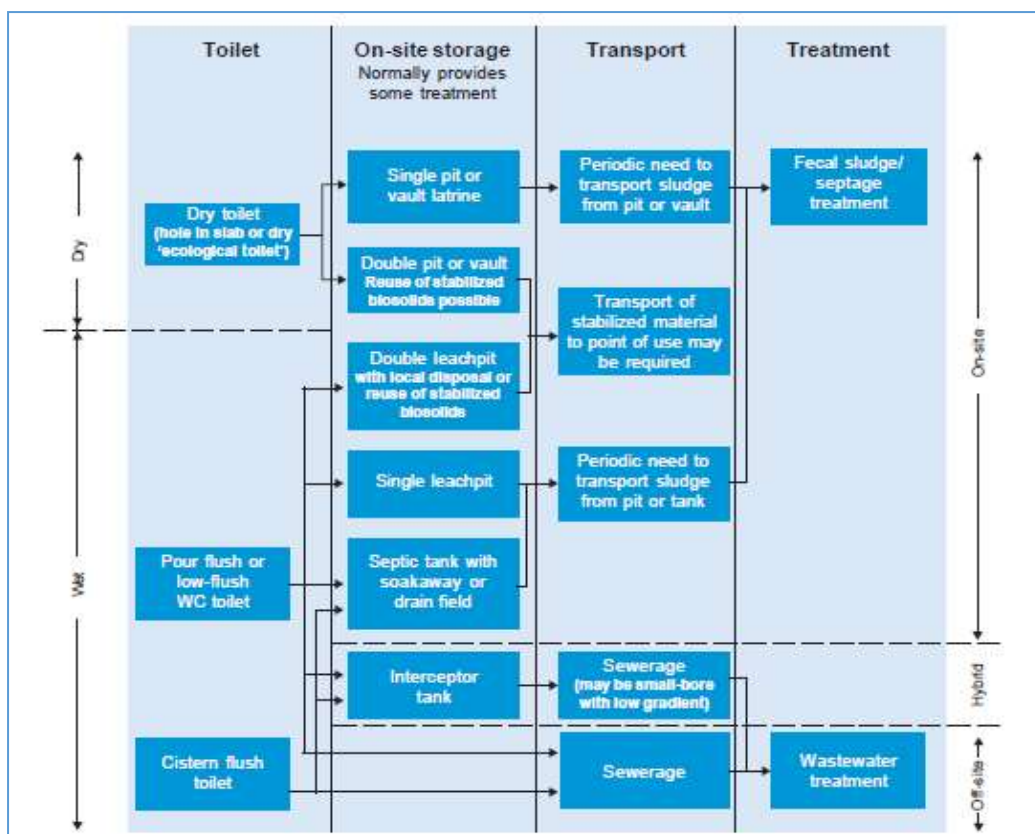 Toilet
On-site storage
Normally provides
some treatment
Transport
Treatment
Single pit or
vault latrine
Periodic need to
transport sludge
from pit or vault
Fecal sludge/
septage
treatment
Dry toilet
(hole in slab or dry
'ecological toilet')
Double pit or vault
Reuse of stabilized
biosolids possible
Transport of
stabilized material
to point of use may
be required
Double leachpit
with local disposal or
reuse of stabilized
biosolids
Single leachpit
Periodic need to
transport sludge
from pit or tank
Pour flush or
low-flush
WC toilet
Septic tank with
soakaway or
drain field
Interceptor
tank
Sewerage
(may be small-bore
with low gradient)
Cistern flush
toilet
Sewerage
Wastewater
treatment
Dry
Wet
On-site
Hybrid
Off-site